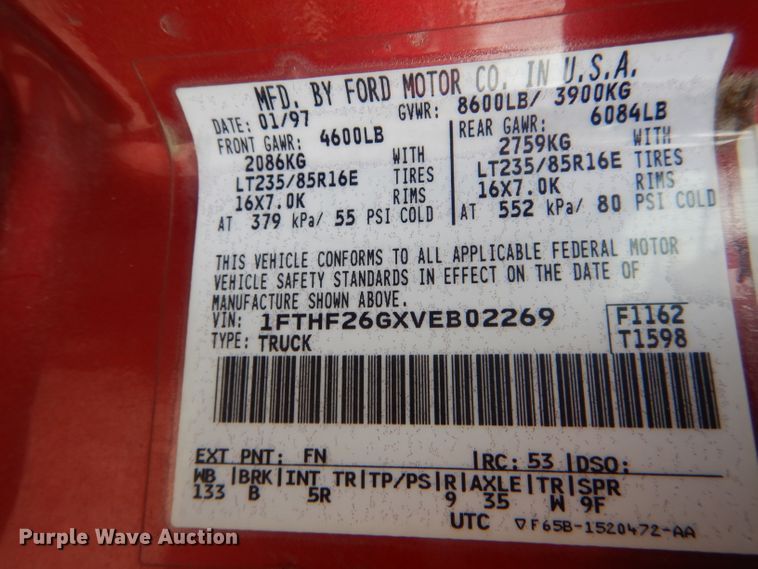 MFD. BY FORD MOTOR CO. IN U.S.A.
DATE: 01/97 GVWR: 8600LB/ 3900KG
FRONT GAWR: 4600LB REAR GAWR: 6084LB
2086KG WITH 2759KG WITH
LT235/85R16E TIRES LT235/85R16E TIRES
16X7.0K RIMS 16X7.0K RIMS
AT 379 kPa/ 55 PSI COLD AT 552 kPa/ 80 PSI COLD
THIS VEHICLE CONFORMS TO ALL APPLICABLE FEDERAL MOTOR
VEHICLE SAFETY STANDARDS IN EFFECT ON THE DATE OF
MANUFACTURE SHOWN ABOVE.
VIN: 1FTHF26GXVEB02269 F1162
TYPE: TRUCK T1598
EXT PNT: FN RC: 53 DSO:
WB BRK INT TR TP/PS R AXLE TR SPR
133 B 5R 9 35 W 9F
UTC ▽F65B-1520472-AA
Purple Wave Auction